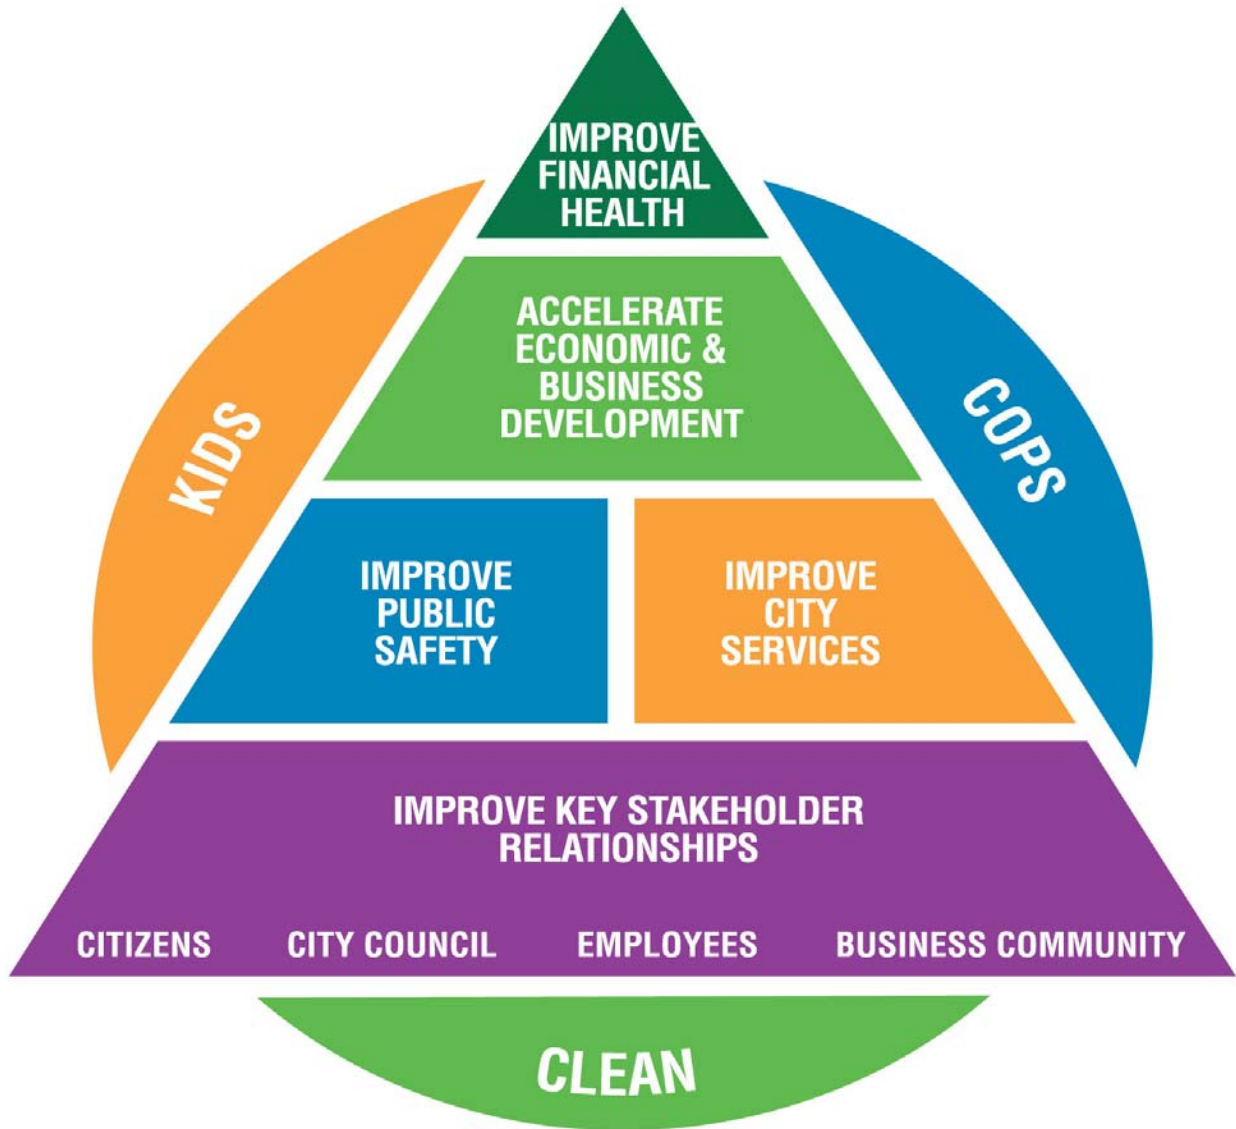 IMPROVE
FINANCIAL
HEALTH
ACCELERATE
ECONOMIC &
BUSINESS
DEVELOPMENT
KIDS
COPS
IMPROVE
PUBLIC
SAFETY
IMPROVE
CITY
SERVICES
IMPROVE KEY STAKEHOLDER
RELATIONSHIPS
CITIZENS
CITY COUNCIL
EMPLOYEES
BUSINESS COMMUNITY
CLEAN